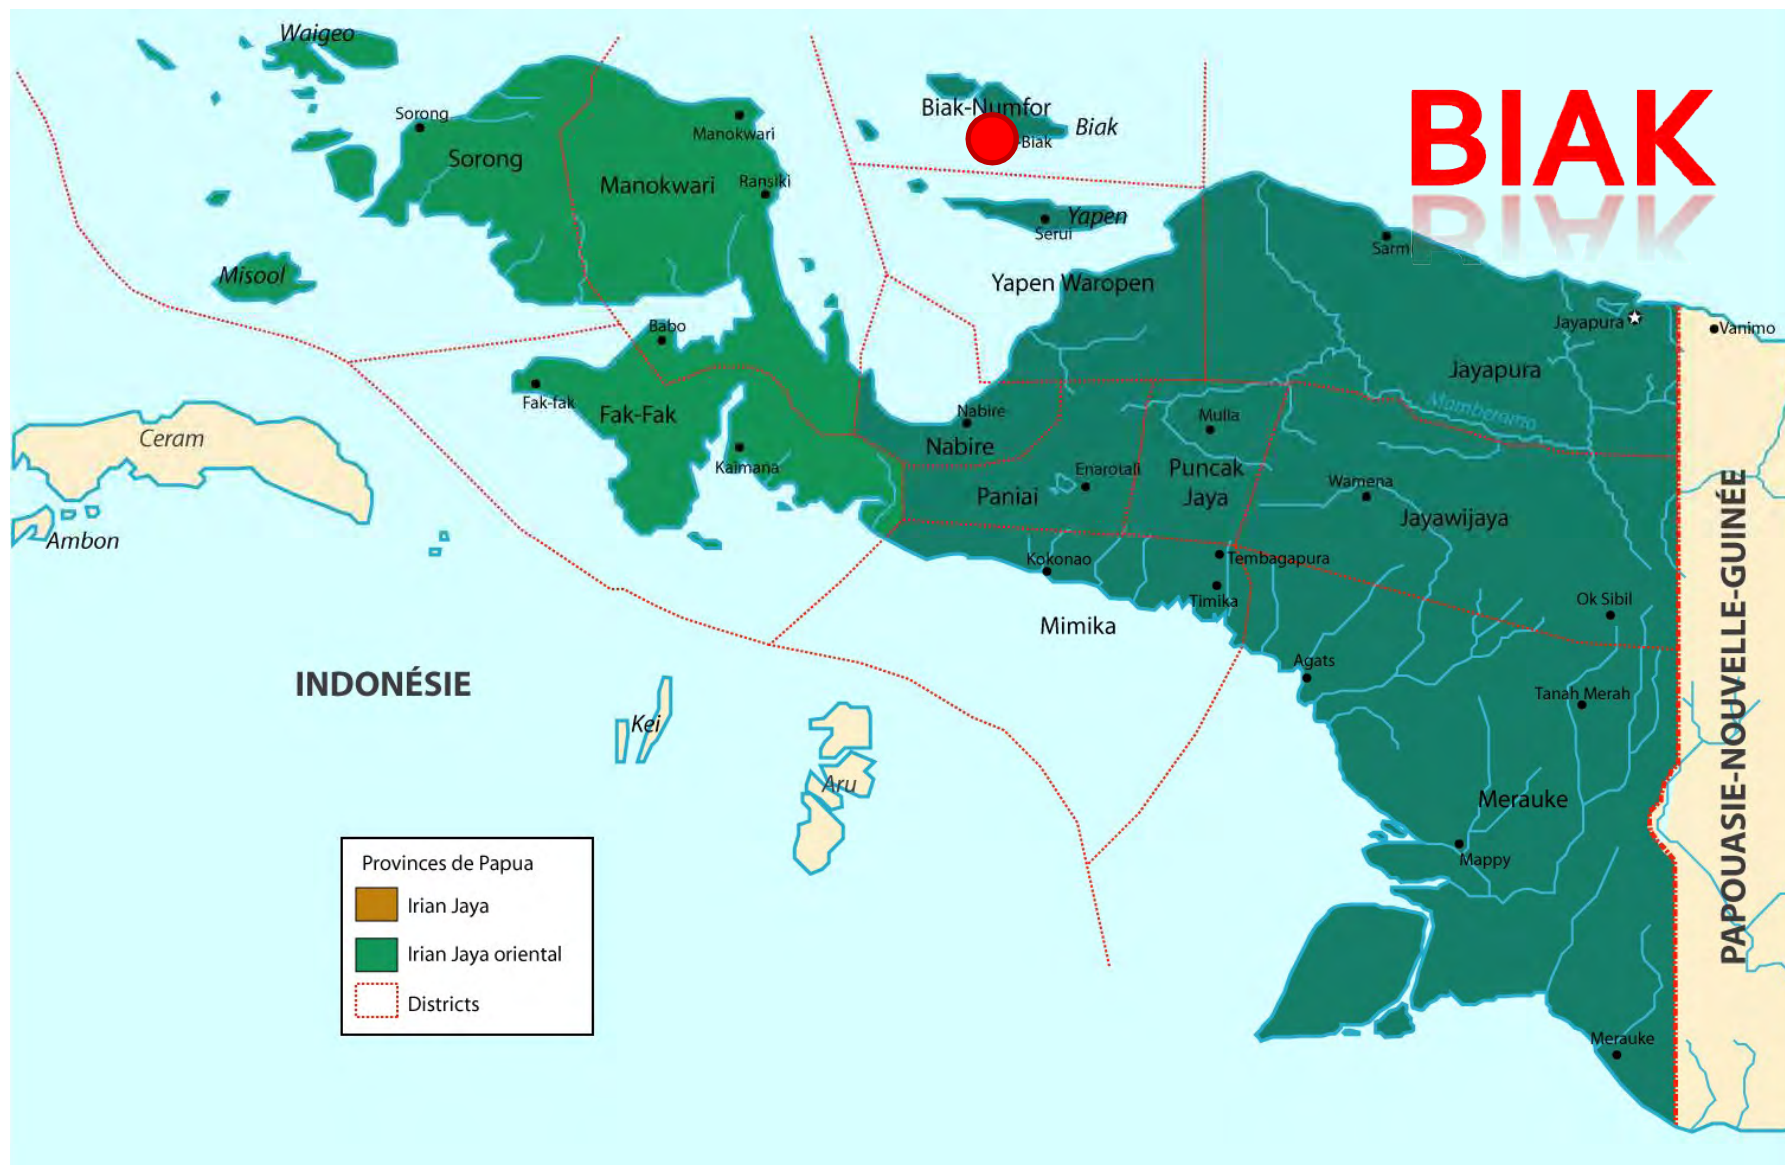 Waigeo
BIAK
Biak-Numfor
Sorong
Manokwari
Biak
Biak
Sorong
Manokwari
Ransiki
Yapen
Serui
Sarm
Misool
Yapen Waropen
Jayapura
Babo
Vanimo
Jayapura
Fak-fak
Fak-Fak
Nabire
Mulla
Mamberamo
Ceram
Nabire
Kaimana
Enarotali
Puncak
Jaya
Paniai
Wamena
Jayawijaya
Ambon
Kokonao
Tembagapura
Timika
Ok Sibil
Mimika
Agats
INDONÉSIE
Tanah Merah
Kei
PAPOUASIE-NOUVELLE-GUINÉE
Aru
Merauke
Mappy
Provinces de Papua
Irian Jaya
Irian Jaya oriental
Districts
Merauke